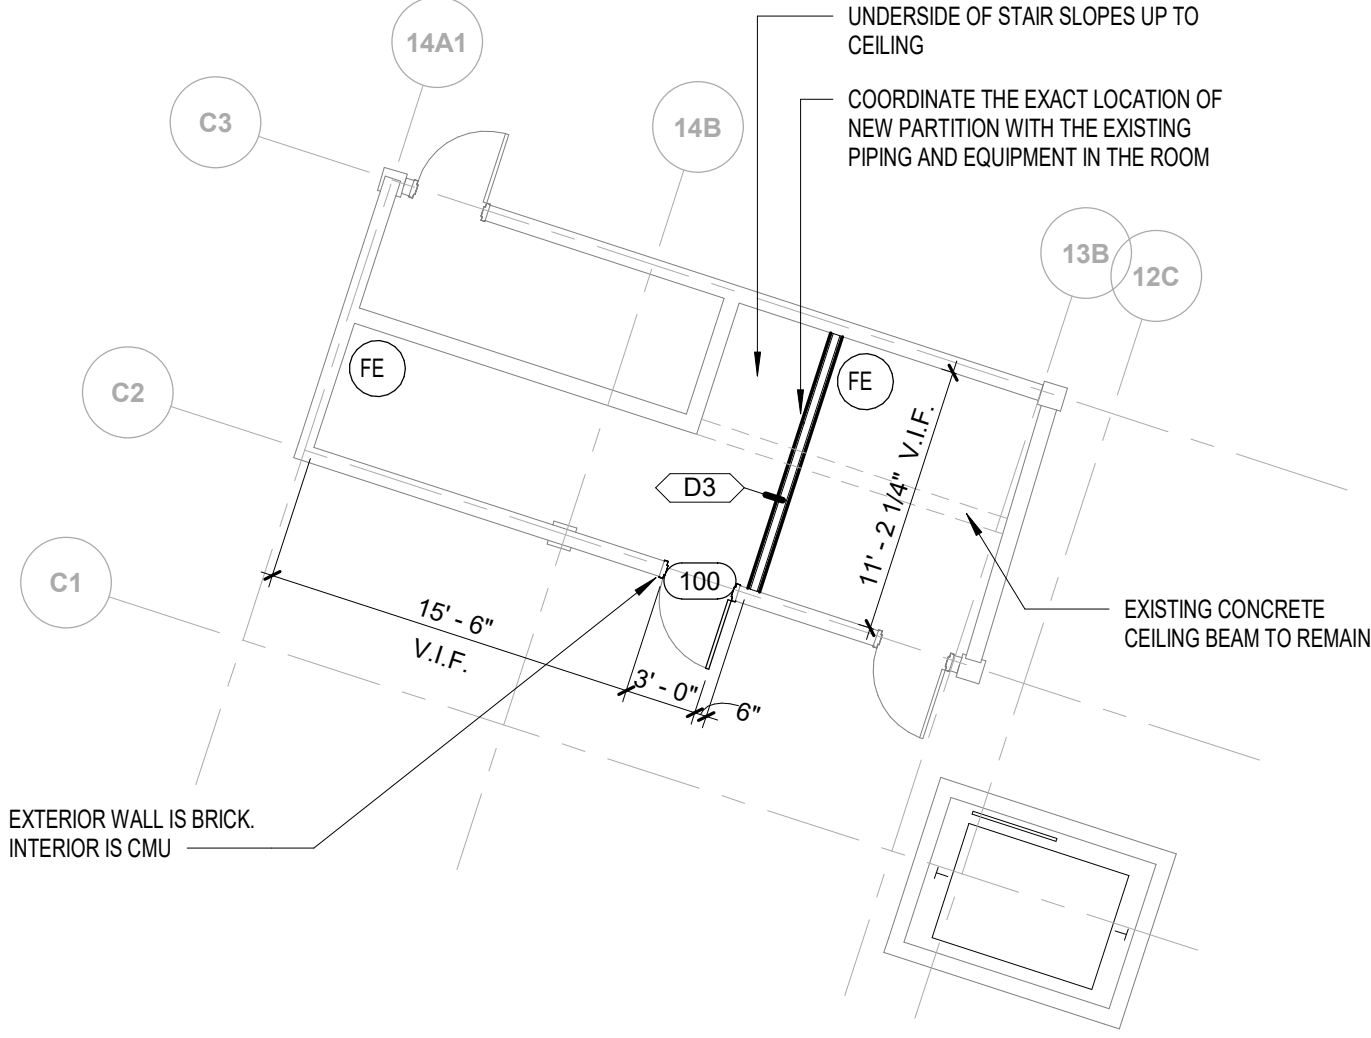 UNDERSIDE OF STAIR SLOPES UP TO
CEILING
14A1
COORDINATE THE EXACT LOCATION OF
NEW PARTITION WITH THE EXISTING
PIPING AND EQUIPMENT IN THE ROOM
C3
14B
13B
12C
FE
FE
C2
11' - 2 1/4" V.I.F.
D3
C1
100
15' - 6"
V.I.F.
EXISTING CONCRETE
CEILING BEAM TO REMAIN
3' - 0"
6"
EXTERIOR WALL IS BRICK.
INTERIOR IS CMU